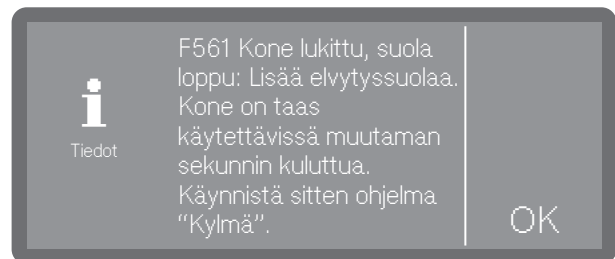 F561 Kone lukittu, suola
loppu: Lisää elvytyssuolaa.
Kone on taas
käytettävissä muutaman
sekunnin kuluttua.
Käynnistä sitten ohjelma
“Kylmä”.
Tiedot
OK